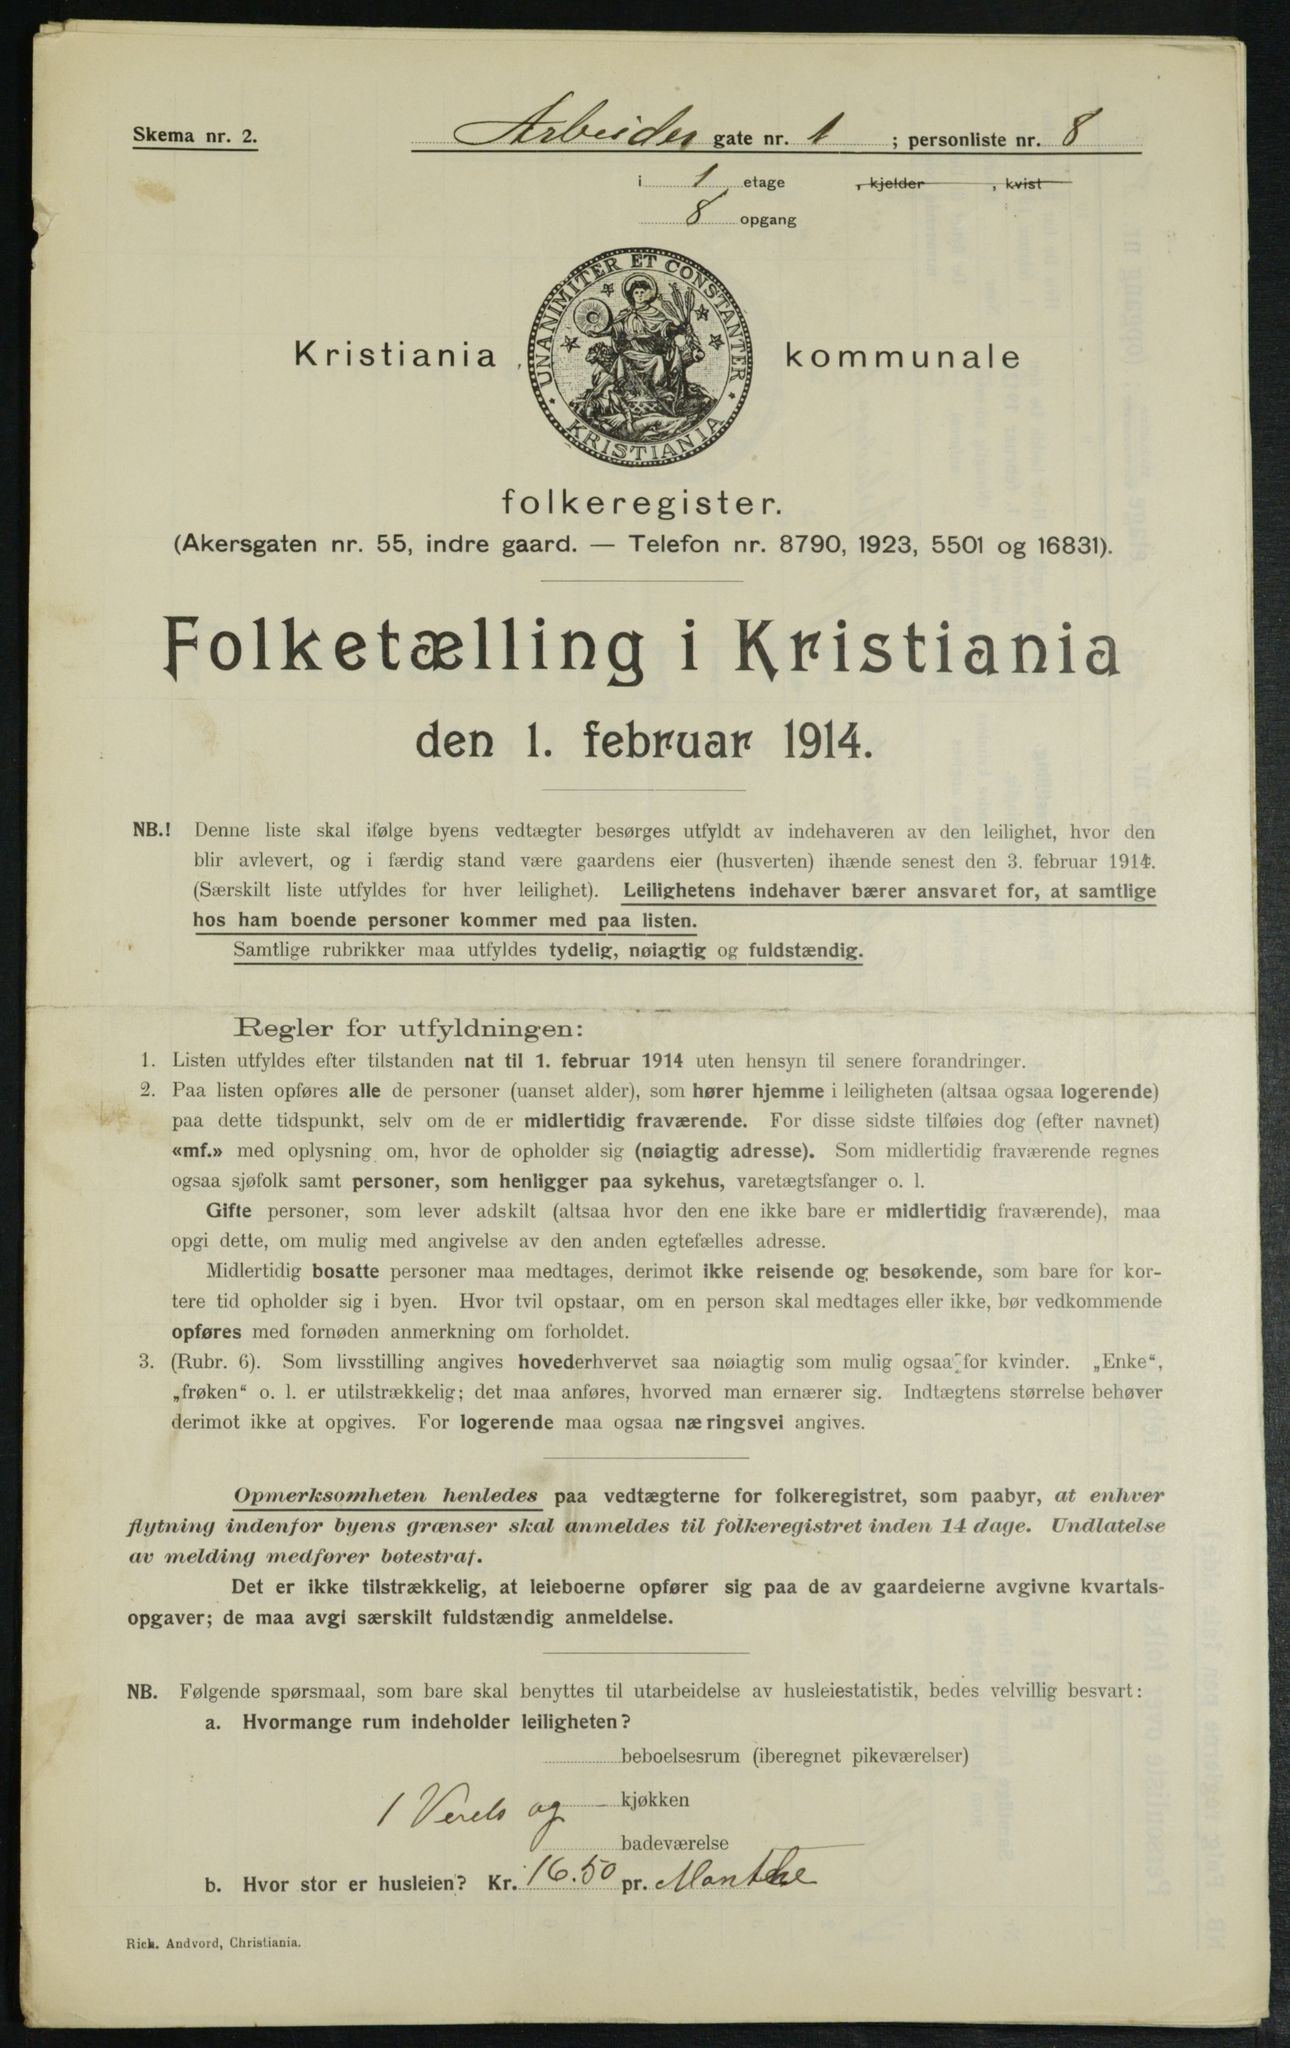 Skema nr. 2.
Arbeider gate nr. 1 ; personliste nr. 8
i 1 etage , kjelder , kvist
8 opgang
UNANIMITER ET CONSTANTER
KRISTIANIA
Kristiania kommunale
folkeregister.
(Akersgaten nr. 55, indre gaard. — Telefon nr. 8790, 1923, 5501 og 16831).
Folketælling i Kristiania
den 1. februar 1914.
NB.! Denne liste skal ifølge byens vedtægter besørges utfyldt av indehaveren av den leilighet, hvor den
blir avlevert, og i færdig stand være gaardens eier (husverten) ihænde senest den 3. februar 1914.
(Særskilt liste utfyldes for hver leilighet). Leilighetens indehaver bærer ansvaret for, at samtlige
hos ham boende personer kommer med paa listen.
Samtlige rubrikker maa utfyldes tydelig, nøiagtig og fuldstændig.
Regler for utfyldningen:
1. Listen utfyldes efter tilstanden nat til 1. februar 1914 uten hensyn til senere forandringer.
2. Paa listen opføres alle de personer (uanset alder), som hører hjemme i leiligheten (altsaa ogsaa logerende)
paa dette tidspunkt, selv om de er midlertidig fraværende. For disse sidste tilføies dog (efter navnet)
«mf.» med oplysning om, hvor de opholder sig (nøiagtig adresse). Som midlertidig fraværende regnes
ogsaa sjøfolk samt personer, som henligger paa sykehus, varetægtsfanger o. l.
Gifte personer, som lever adskilt (altsaa hvor den ene ikke bare er midlertidig fraværende), maa
opgi dette, om mulig med angivelse av den anden egtefælles adresse.
Midlertidig bosatte personer maa medtages, derimot ikke reisende og besøkende, som bare for kor-
tere tid opholder sig i byen. Hvor tvil opstaar, om en person skal medtages eller ikke, bør vedkommende
opføres med fornøden anmerkning om forholdet.
3. (Rubr. 6). Som livsstilling angives hovederhvervet saa nøiagtig som mulig ogsaa for kvinder. „Enke“,
„frøken“ o. l. er utilstrækkelig; det maa anføres, hvorved man ernærer sig. Indtægtens størrelse behøver
derimot ikke at opgives. For logerende maa ogsaa næringsvei angives.
Opmerksomheten henledes paa vedtægterne for folkeregistret, som paabyr, at enhver
flytning indenfor byens grænser skal anmeldes til folkeregistret inden 14 dage. Undlatelse
av melding medfører bøtestraf.
Det er ikke tilstrækkelig, at leieboerne opfører sig paa de av gaardeierne avgivne kvartals-
opgaver; de maa avgi særskilt fuldstændig anmeldelse.
NB. Følgende spørsmaal, som bare skal benyttes til utarbeidelse av husleiestatistik, bedes velvillig besvart:
a. Hvormange rum indeholder leiligheten?
beboelsesrum (iberegnet pikeværelser)
1 Verels og kjøkken
badeværelse
b. Hvor stor er husleien? Kr. 16.50 pr.
Rich. Andvord, Christiania.